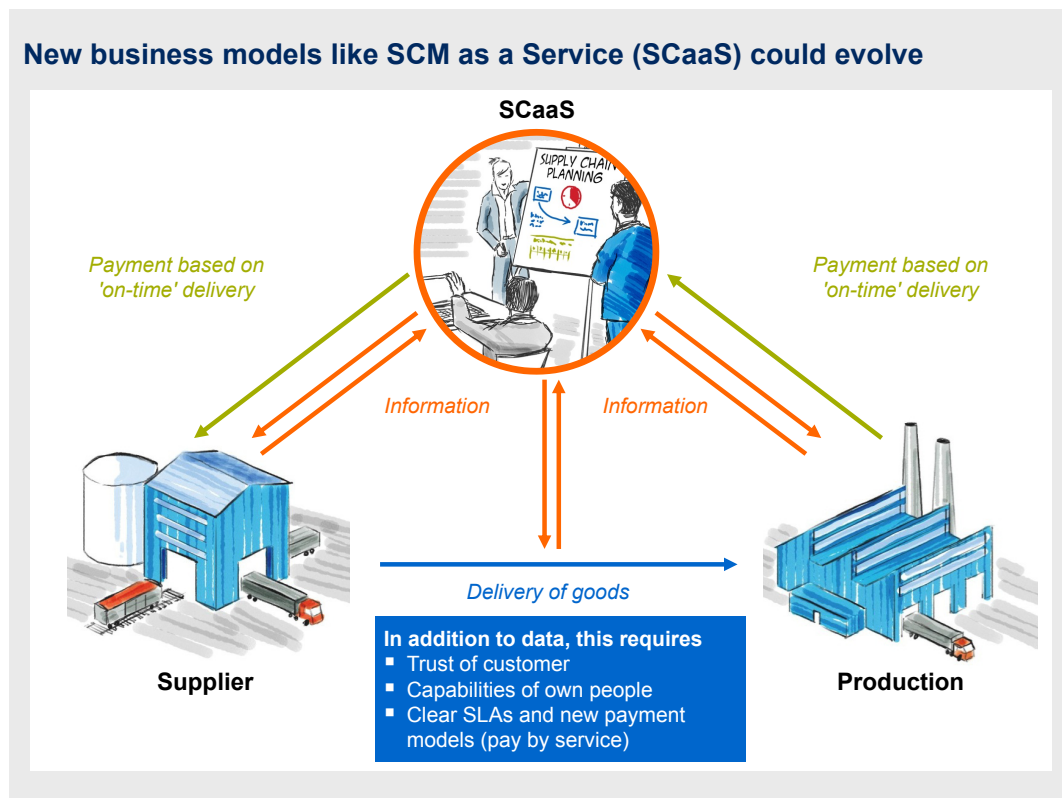 New business models like SCM as a Service (SCaaS) could evolve
SCaaS
SUPPLY CHAIN
PLANNING
Payment based on
'on-time' delivery
Payment based on
'on-time' delivery
Information
Information
Delivery of goods
Supplier
In addition to data, this requires
▪ Trust of customer
▪ Capabilities of own people
▪ Clear SLAs and new payment
models (pay by service)
Production